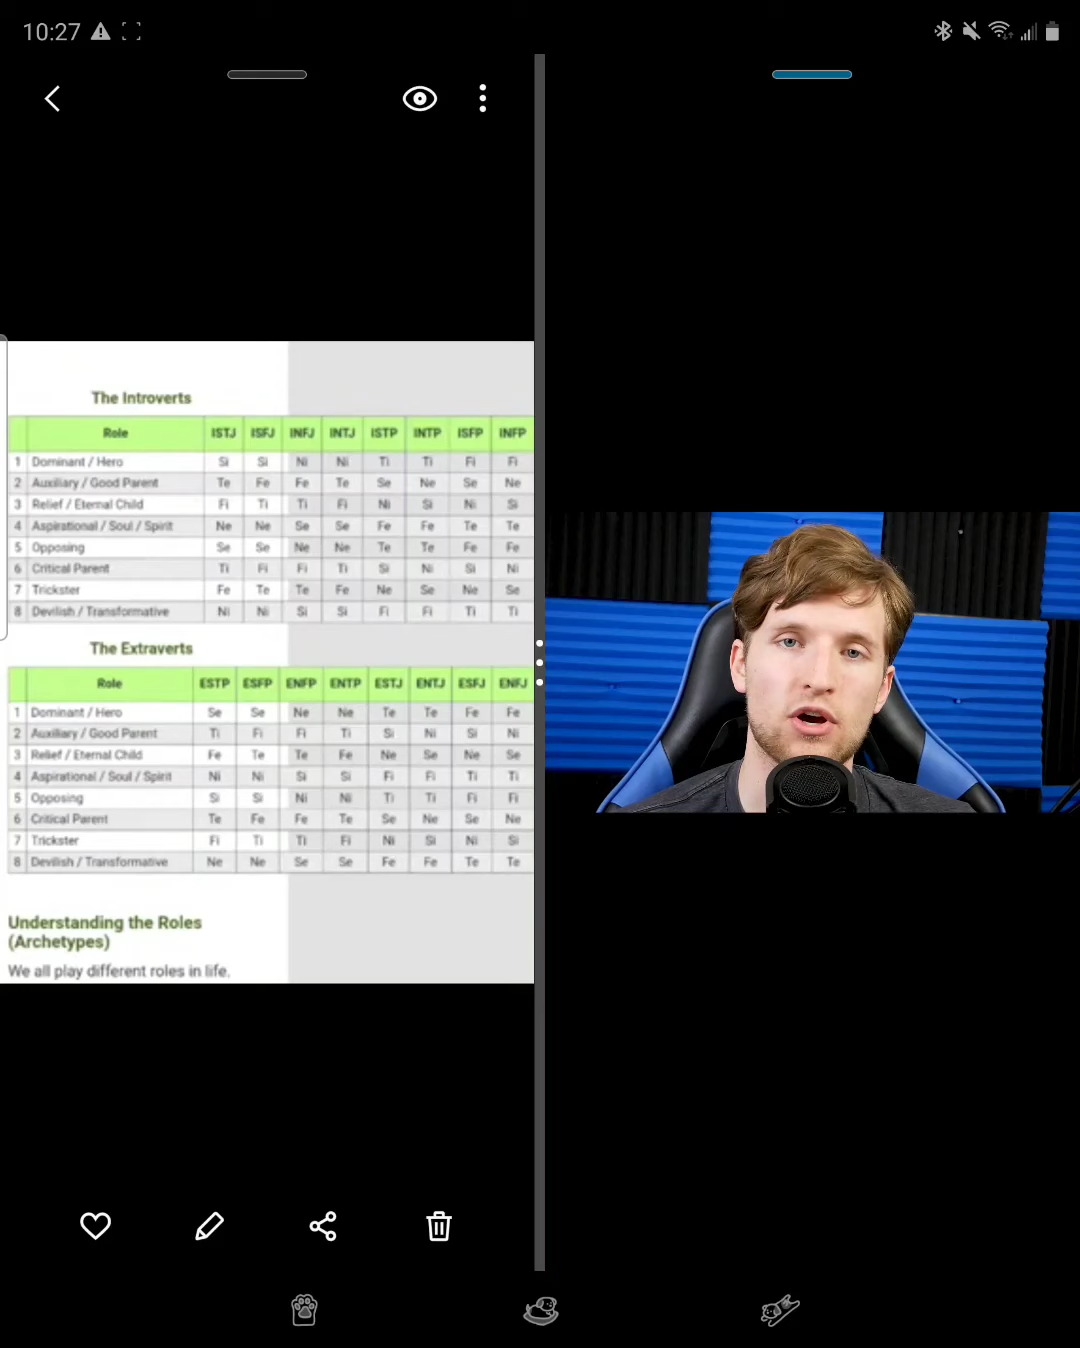 10:27
The Introverts
Role ISTJ ISFJ INFJ INTJ ISTP INTP ISFP INFP
1 Dominant / Hero Si Si Ni Ni Ti Ti Fi Fi
2 Auxiliary / Good Parent Te Fe Fe Te Se Ne Se Ne
3 Relief / Eternal Child Fi Ti Ti Fi Ni Si Ni Si
4 Aspirational / Soul / Spirit Ne Ne Se Se Fe Fe Te Te
5 Opposing Se Se Ne Ne Te Te Fe Fe
6 Critical Parent Ti Fi Fi Ti Si Ni Si Ni
7 Trickster Fe Te Te Fe Ne Se Ne Se
8 Devilish / Transformative Ni Ni Si Si Fi Fi Ti Ti
The Extraverts
Role ESTP ESFP ENFP ENTP ESTJ ENTJ ESFJ ENFJ
1 Dominant / Hero Se Se Ne Ne Te Te Fe Fe
2 Auxiliary / Good Parent Ti Fi Fi Ti Si Ni Si Ni
3 Relief / Eternal Child Fe Te Te Fe Ne Se Ne Se
4 Aspirational / Soul / Spirit Ni Ni Si Si Fi Fi Ti Ti
5 Opposing Si Si Ni Ni Ti Ti Fi Fi
6 Critical Parent Te Fe Fe Te Se Ne Se Ne
7 Trickster Fi Ti Ti Fi Ni Si Ni Si
8 Devilish / Transformative Ne Ne Se Se Fe Fe Te Te
Understanding the Roles
(Archetypes)
We all play different roles in life.